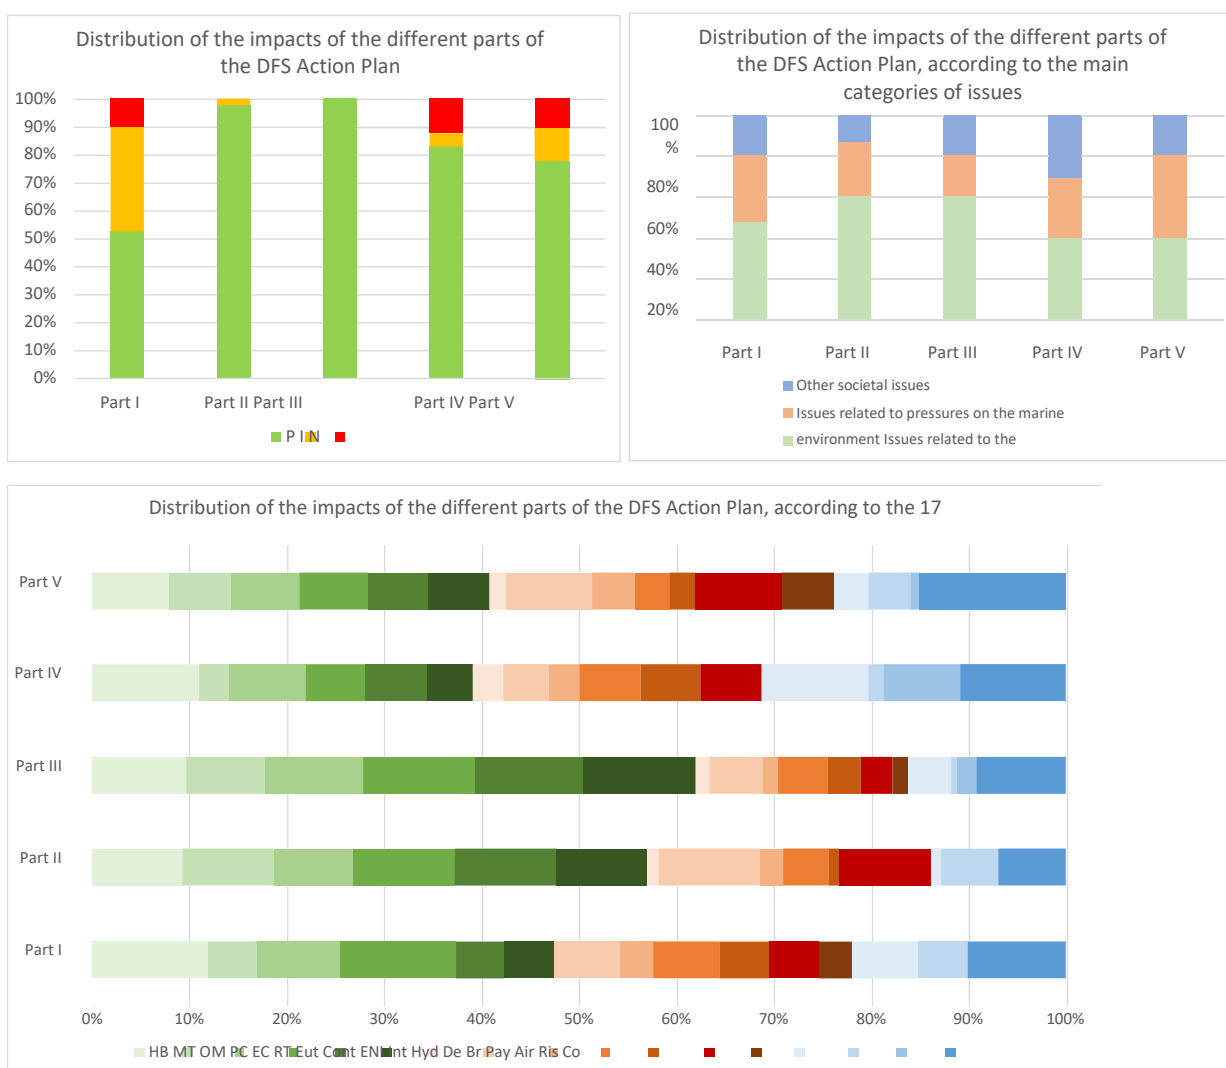 Distribution of the impacts of the different parts of
the DFS Action Plan
100%
90%
80%
70%
60%
50%
40%
30%
20%
10%
0%
Part I Part II Part III Part IV Part V
P I N
Distribution of the impacts of the different parts of
the DFS Action Plan, according to the main
categories of issues
100
%
80%
60%
40%
20%
Part I Part II Part III Part IV Part V
Other societal issues
Issues related to pressures on the marine
environment Issues related to the
Distribution of the impacts of the different parts of the DFS Action Plan, according to the 17
Part V
Part IV
Part III
Part II
Part I
0% 10% 20% 30% 40% 50% 60% 70% 80% 90% 100%
HB MT OM PC EC RT Eut Cont EN Int Hyd De Br Pay Air Ris Co